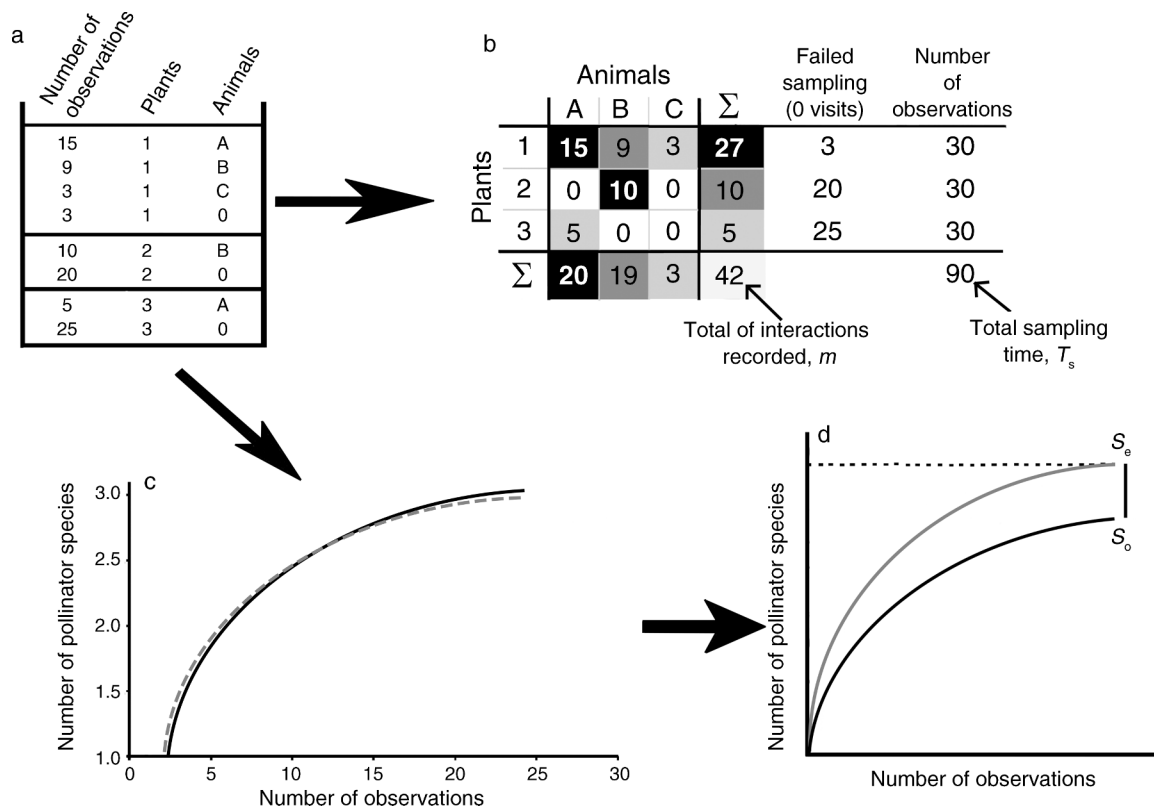 a
Number of
observations
Plants
Animals
15 1 A
9 1 B
3 1 C
3 1 0
10 2 B
20 2 0
5 3 A
25 3 0
b
Animals
Failed
sampling
(0 visits)
Number
of
observations
A B C Σ
Plants
1 15 9 3 27 3 30
2 0 10 0 10 20 30
3 5 0 0 5 25 30
Σ 20 19 3 42 90
Total of interactions
recorded, m
Total sampling
time, Ts
c
Number of pollinator species
3.0
2.5
2.0
1.5
1.0
0 5 10 15 20 25 30
Number of observations
d
Number of pollinator species
Se
So
Number of observations